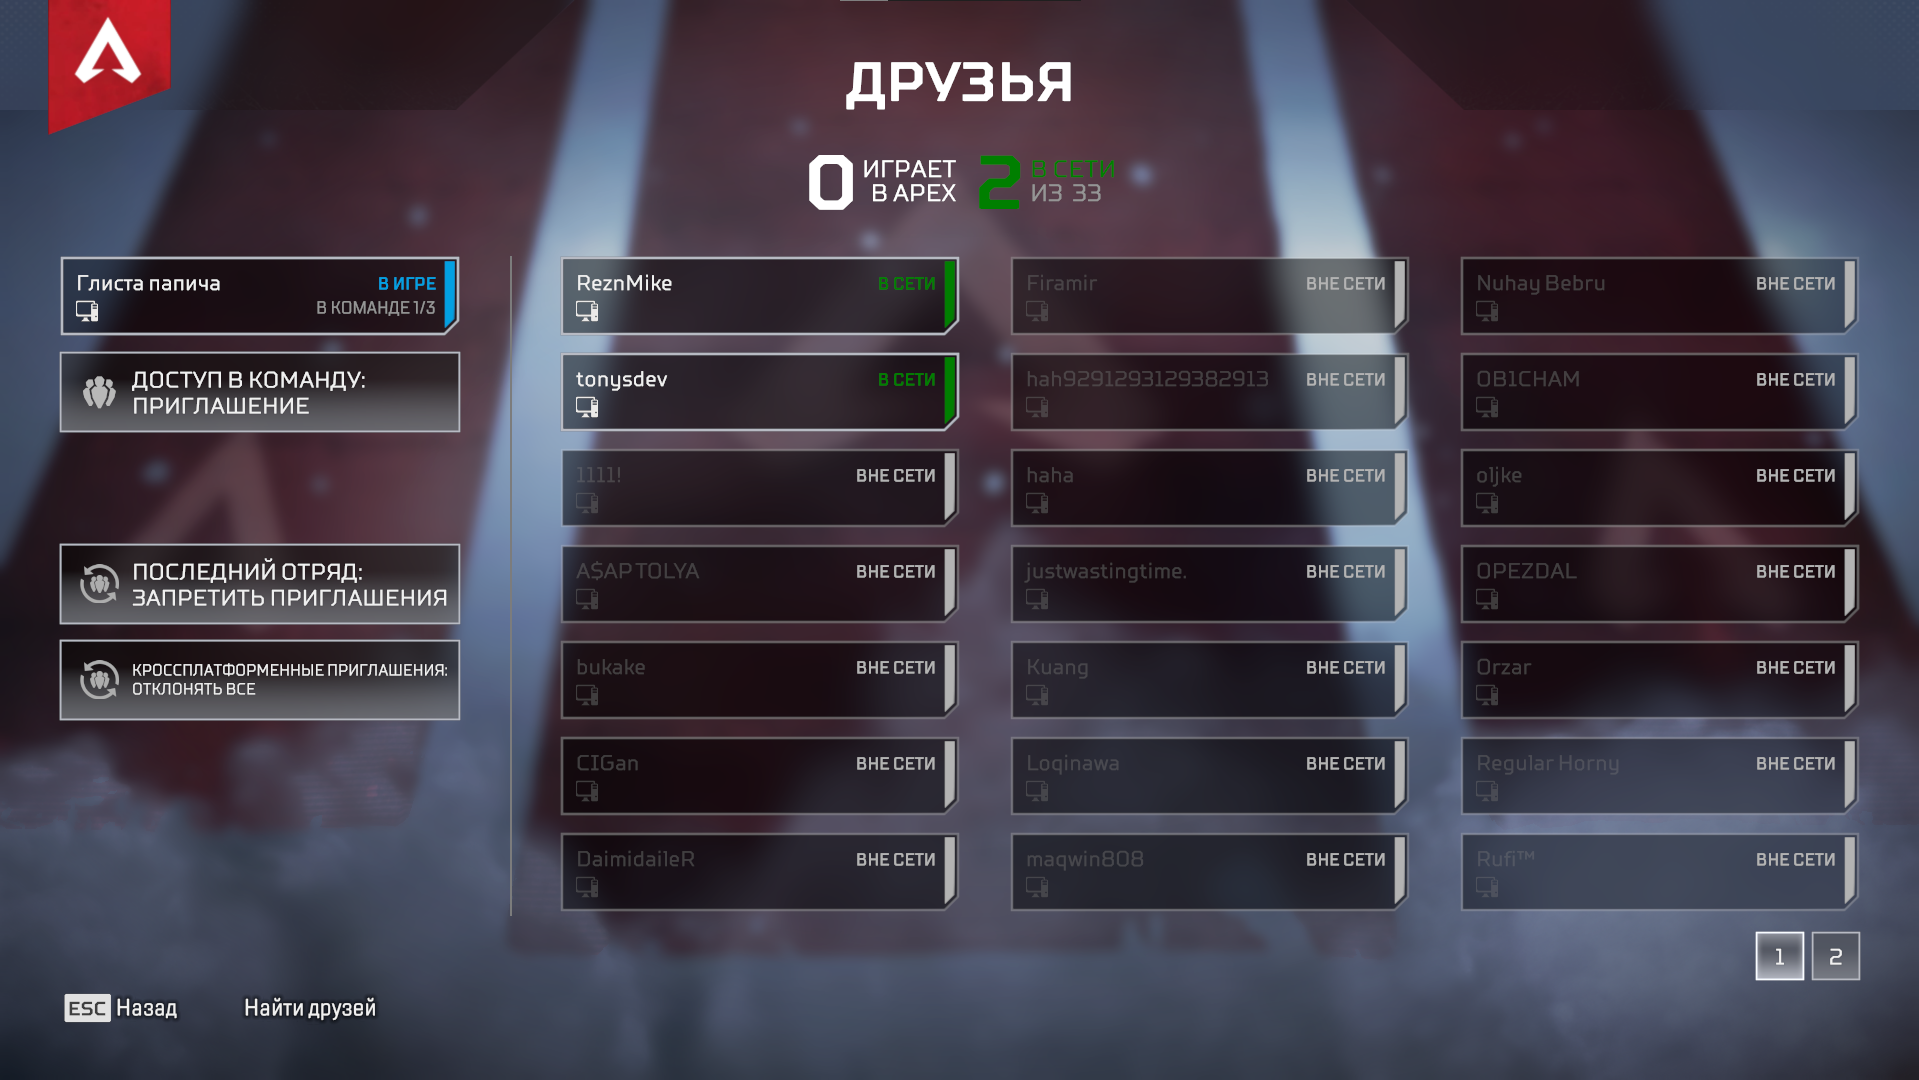 ДРУЗЬЯ
0 ИГРАЕТ
В APEX
2 В СЕТИ
ИЗ 33
Глиста папича
В ИГРЕ
В КОМАНДЕ 1/3
ДОСТУП В КОМАНДУ:
ПРИГЛАШЕНИЕ
ПОСЛЕДНИЙ ОТРЯД:
ЗАПРЕТИТЬ ПРИГЛАШЕНИЯ
КРОССПЛАТФОРМЕННЫЕ ПРИГЛАШЕНИЯ:
ОТКЛОНЯТЬ ВСЕ
ReznMike В СЕТИ
tonysdev В СЕТИ
1111! ВНЕ СЕТИ
A$AP TOLYA ВНЕ СЕТИ
bukake ВНЕ СЕТИ
CIGan ВНЕ СЕТИ
DaimidaileR ВНЕ СЕТИ
Firamir ВНЕ СЕТИ
hah9291293129382913 ВНЕ СЕТИ
haha ВНЕ СЕТИ
justwastingtime. ВНЕ СЕТИ
Kuang ВНЕ СЕТИ
Loqinawa ВНЕ СЕТИ
maqwin808 ВНЕ СЕТИ
Nuhay Bebru ВНЕ СЕТИ
OB1CHAM ВНЕ СЕТИ
oljke ВНЕ СЕТИ
OPEZDAL ВНЕ СЕТИ
Orzar ВНЕ СЕТИ
Regular Horny ВНЕ СЕТИ
Rufi™ ВНЕ СЕТИ
1 2
ESC Назад
Найти друзей